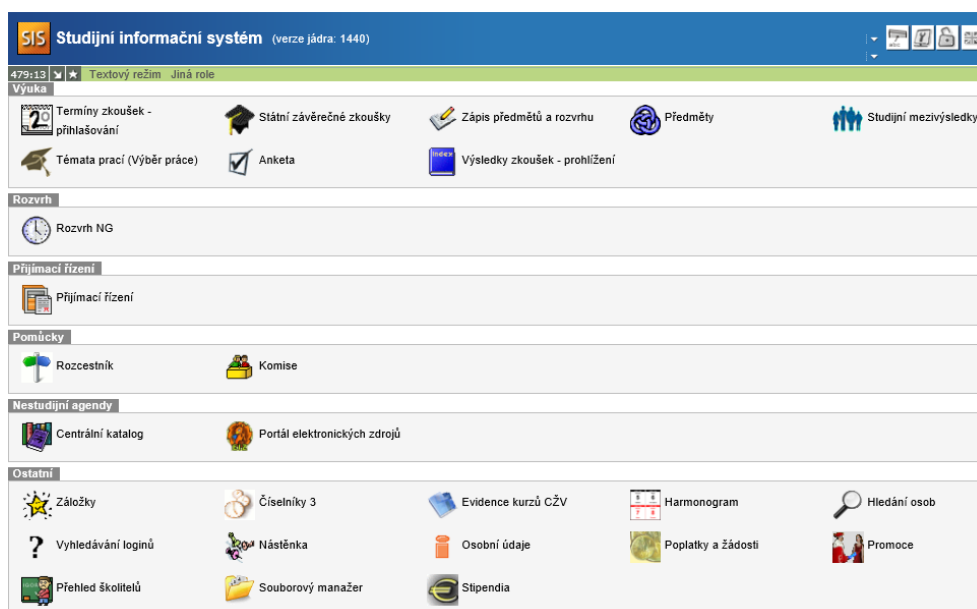 SIS Studijní informační systém (verze jádra: 1440)
479:13 Textový režim Jiná role
Výuka
Termíny zkoušek - přihlašování
Státní závěrečné zkoušky
Zápis předmětů a rozvrhu
Předměty
Studijní mezivýsledky
Témata prací (Výběr práce)
Anketa
Index
Výsledky zkoušek - prohlížení
Rozvrh
Rozvrh NG
Přijímací řízení
Přijímací řízení
Pomůcky
Rozcestník
Komise
Nestudijní agendy
Centrální katalog
Portál elektronických zdrojů
Ostatní
Záložky
Číselníky 3
Evidence kurzů CŽV
Harmonogram
Hledání osob
Vyhledávání loginů
Nástěnka
Osobní údaje
Poplatky a žádosti
Promoce
Přehled školitelů
Souborový manažer
Stipendia